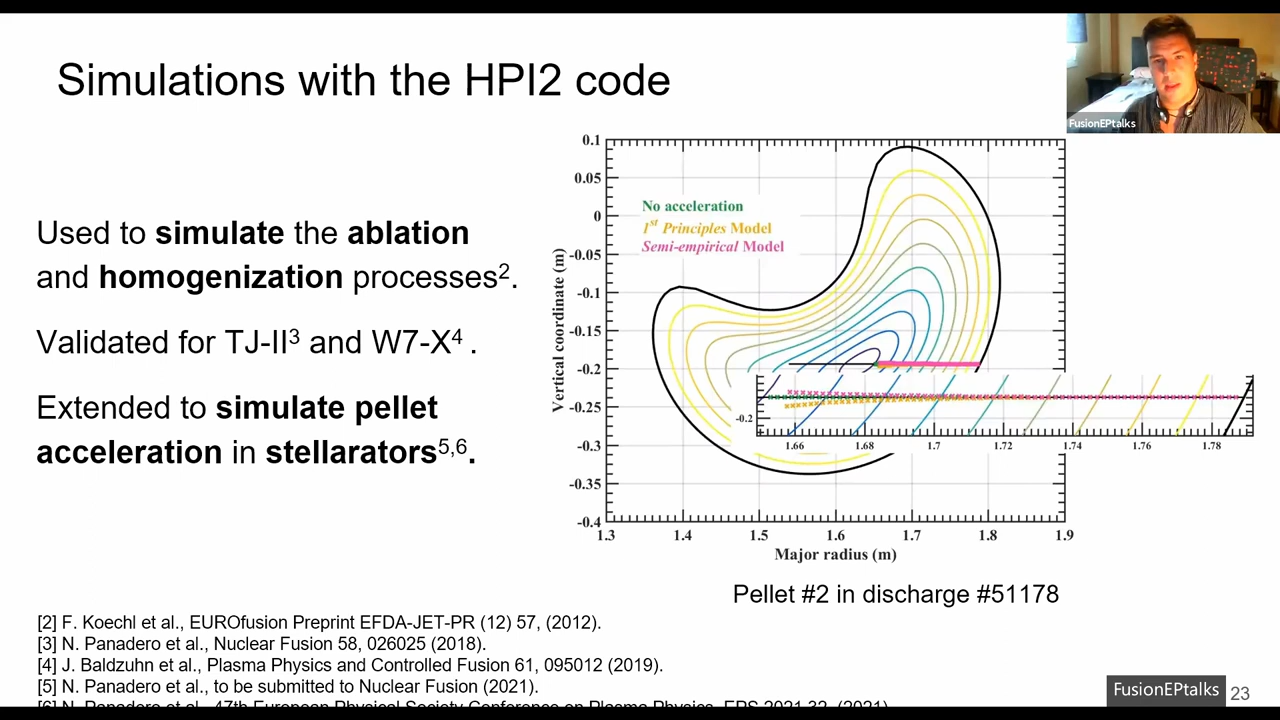 Simulations with the HPI2 code
FusionEPtalks
Used to simulate the ablation
and homogenization processes2.
Validated for TJ-II3 and W7-X4 .
Extended to simulate pellet
acceleration in stellarators5,6.
0.1
0.05
0
-0.05
-0.1
-0.15
-0.2
-0.25
-0.3
-0.35
-0.4
Vertical coordinate (m)
No acceleration
1st Principles Model
Semi-empirical Model
-0.2
1.66 1.68 1.7 1.72 1.74 1.76 1.78
1.3 1.4 1.5 1.6 1.7 1.8 1.9
Major radius (m)
Pellet #2 in discharge #51178
[2] F. Koechl et al., EUROfusion Preprint EFDA-JET-PR (12) 57, (2012).
[3] N. Panadero et al., Nuclear Fusion 58, 026025 (2018).
[4] J. Baldzuhn et al., Plasma Physics and Controlled Fusion 61, 095012 (2019).
[5] N. Panadero et al., to be submitted to Nuclear Fusion (2021).
[6] N. Panadero et al., 47th European Physical Society Conference on Plasma Physics, EPS 2021 32, (2021).
FusionEPtalks
23